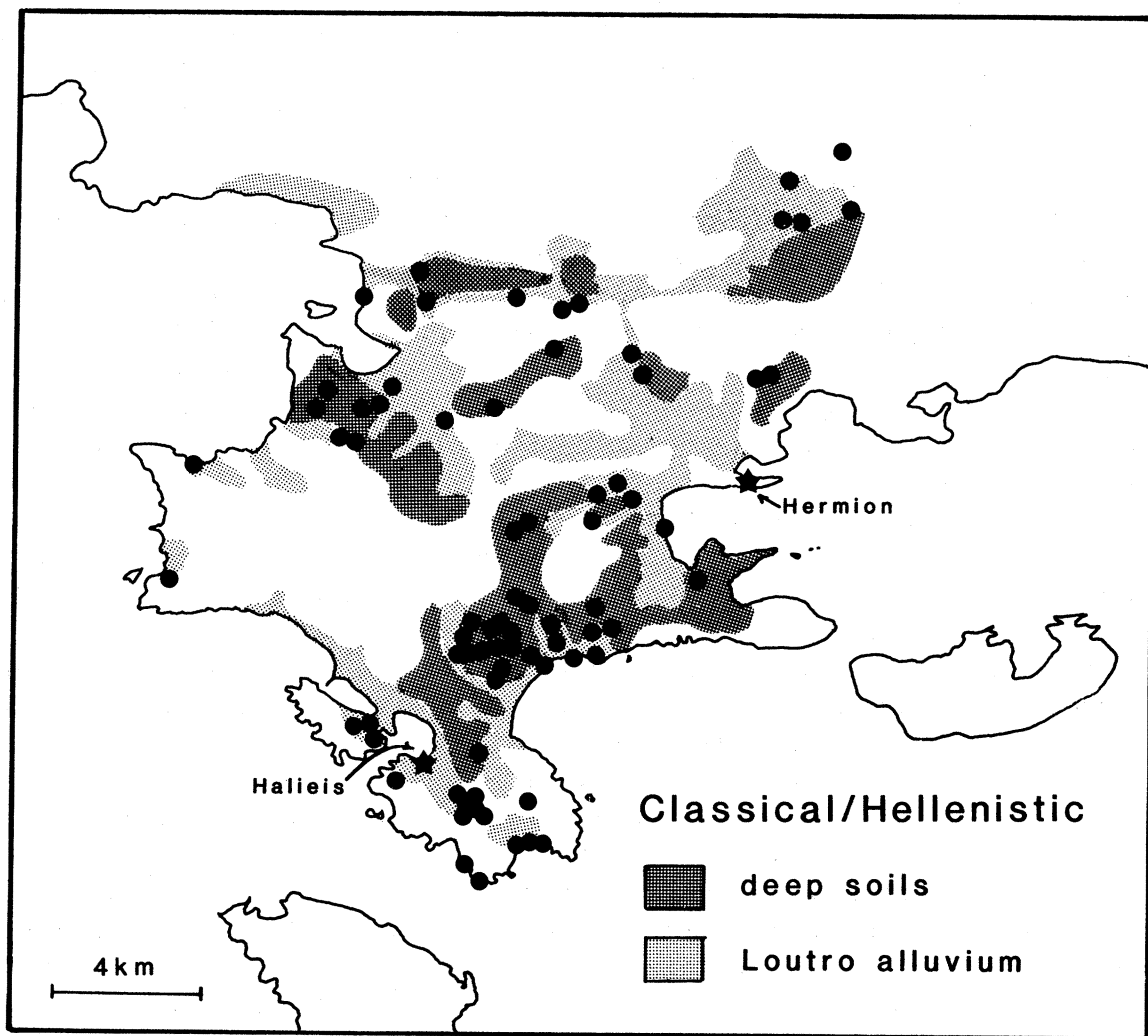 Hermion
Halieis
Classical/Hellenistic
deep soils
Loutro alluvium
4km